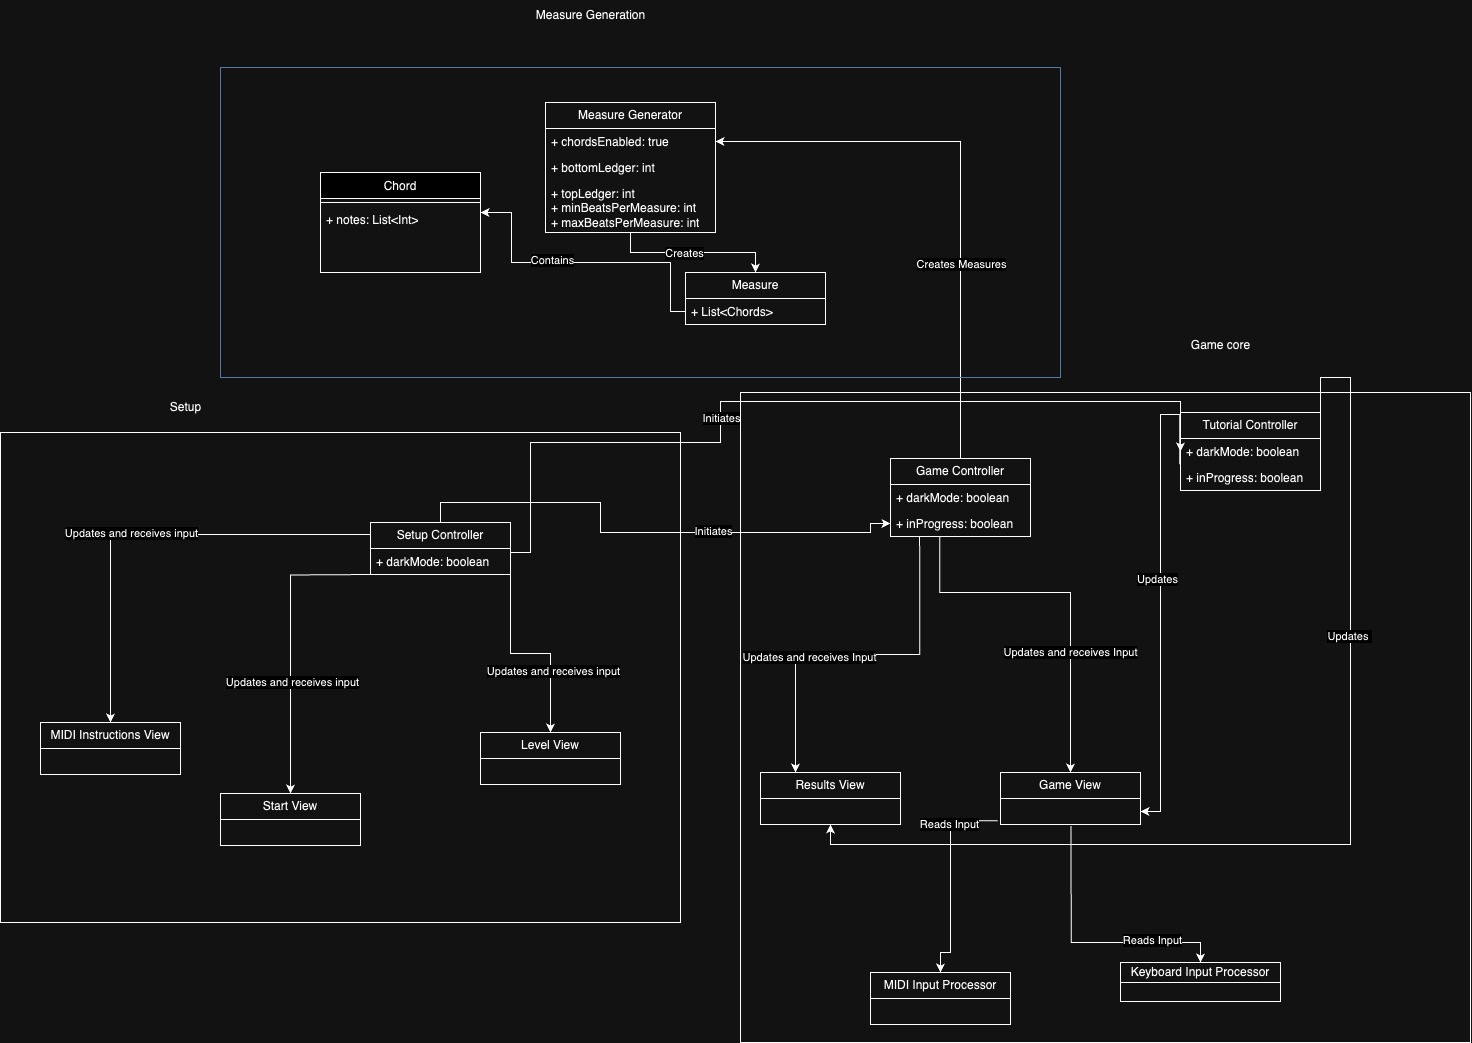 Measure Generation
Measure Generator
+ chordsEnabled: true
+ bottomLedger: int
+ topLedger: int
+ minBeatsPerMeasure: int
+ maxBeatsPerMeasure: int
Chord
+ notes: List<Int>
Creates
Contains
Measure
+ List<Chords>
Creates Measures
Game core
Setup
Initiates
Tutorial Controller
+ darkMode: boolean
+ inProgress: boolean
Game Controller
+ darkMode: boolean
+ inProgress: boolean
Initiates
Setup Controller
+ darkMode: boolean
Updates and receives input
Updates and receives input
Updates and receives input
MIDI Instructions View
Start View
Level View
Updates
Updates
Updates and receives Input
Updates and receives Input
Results View
Game View
Reads Input
Reads Input
MIDI Input Processor
Keyboard Input Processor